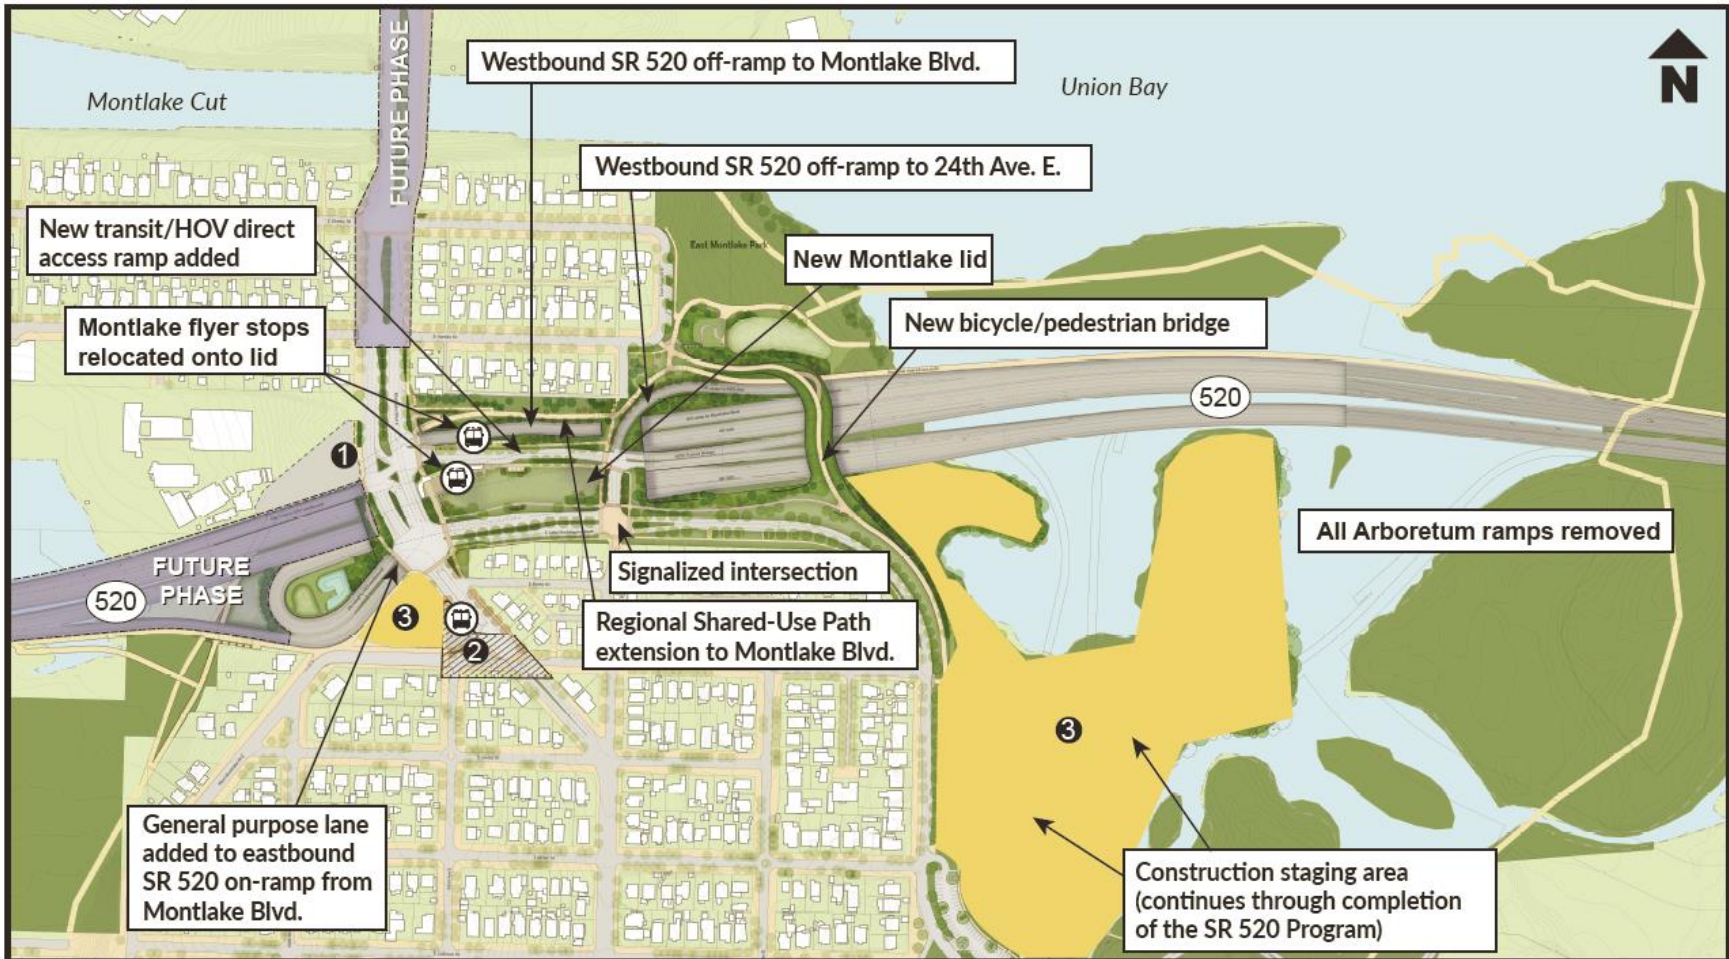 Westbound SR 520 off-ramp to Montlake Blvd.
Montlake Cut
FUTURE PHASE
Union Bay
N
Westbound SR 520 off-ramp to 24th Ave. E.
New transit/HOV direct
access ramp added
East Montlake Park
New Montlake lid
Montlake flyer stops
relocated onto lid
New bicycle/pedestrian bridge
520
1
All Arboretum ramps removed
FUTURE
PHASE
520
Signalized intersection
3
2
Regional Shared-Use Path
extension to Montlake Blvd.
3
General purpose lane
added to eastbound
SR 520 on-ramp from
Montlake Blvd.
Construction staging area
(continues through completion
of the SR 520 Program)